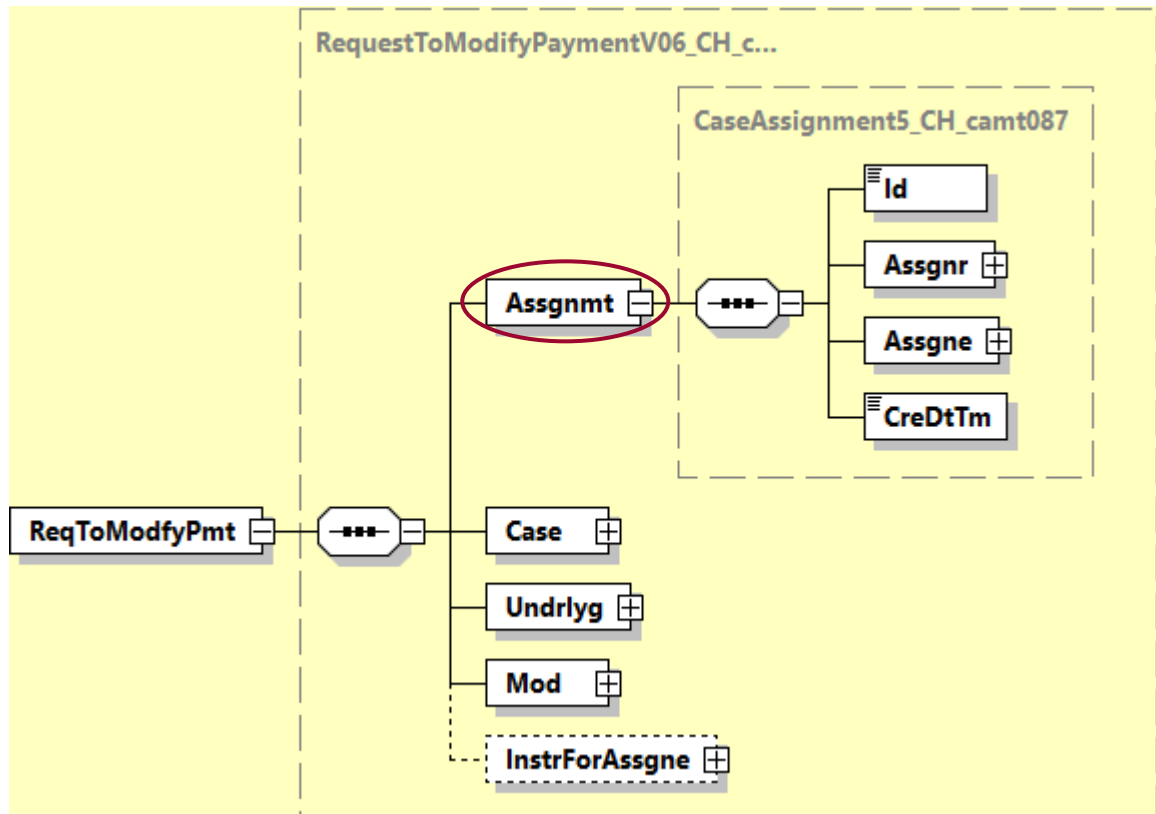 RequestToModifyPaymentV06_CH_c...
CaseAssignment5_CH_camt087
Id
Assgnr
Assgnmt
Assgne
CreDtTm
ReqToModfyPmt
Case
Undrlyg
Mod
InstrForAssgne